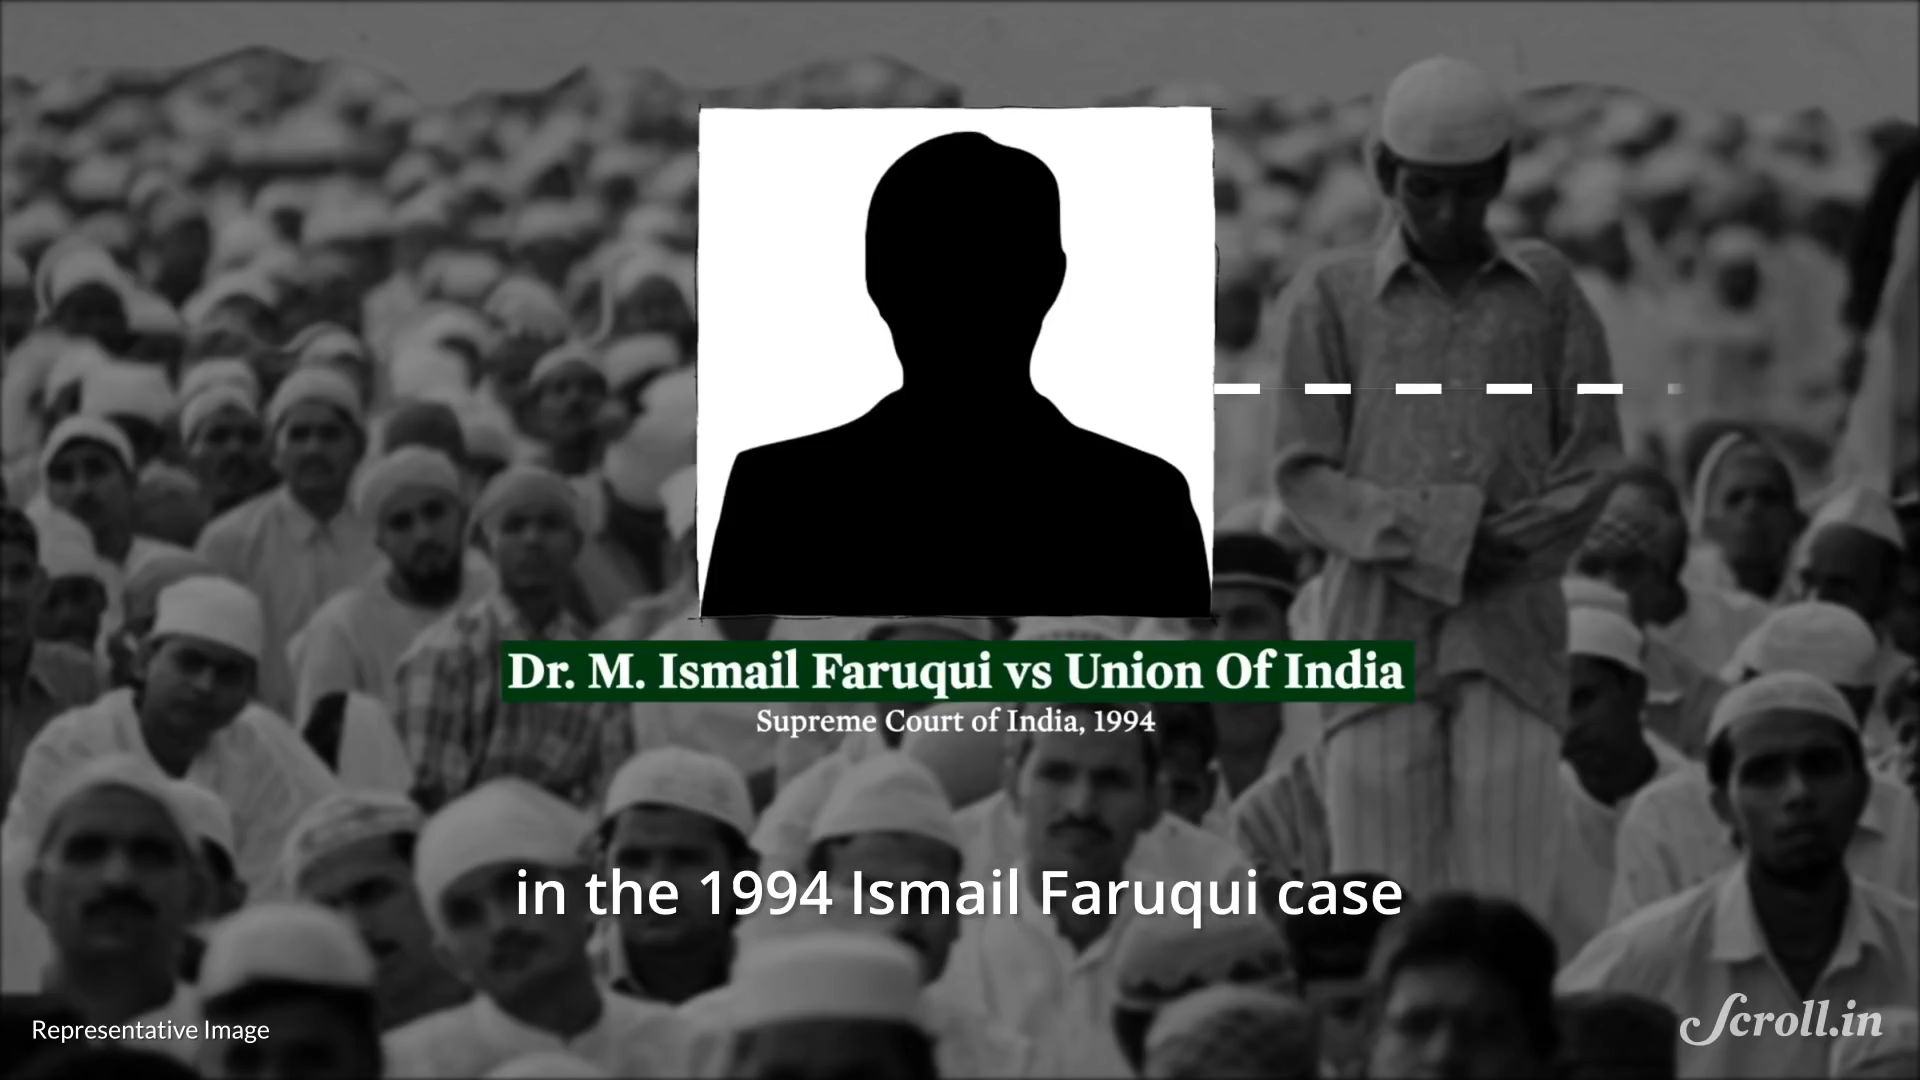 Dr. M. Ismail Faruqui vs Union Of India
Supreme Court of India, 1994
in the 1994 Ismail Faruqui case
Representative Image
Scroll.in